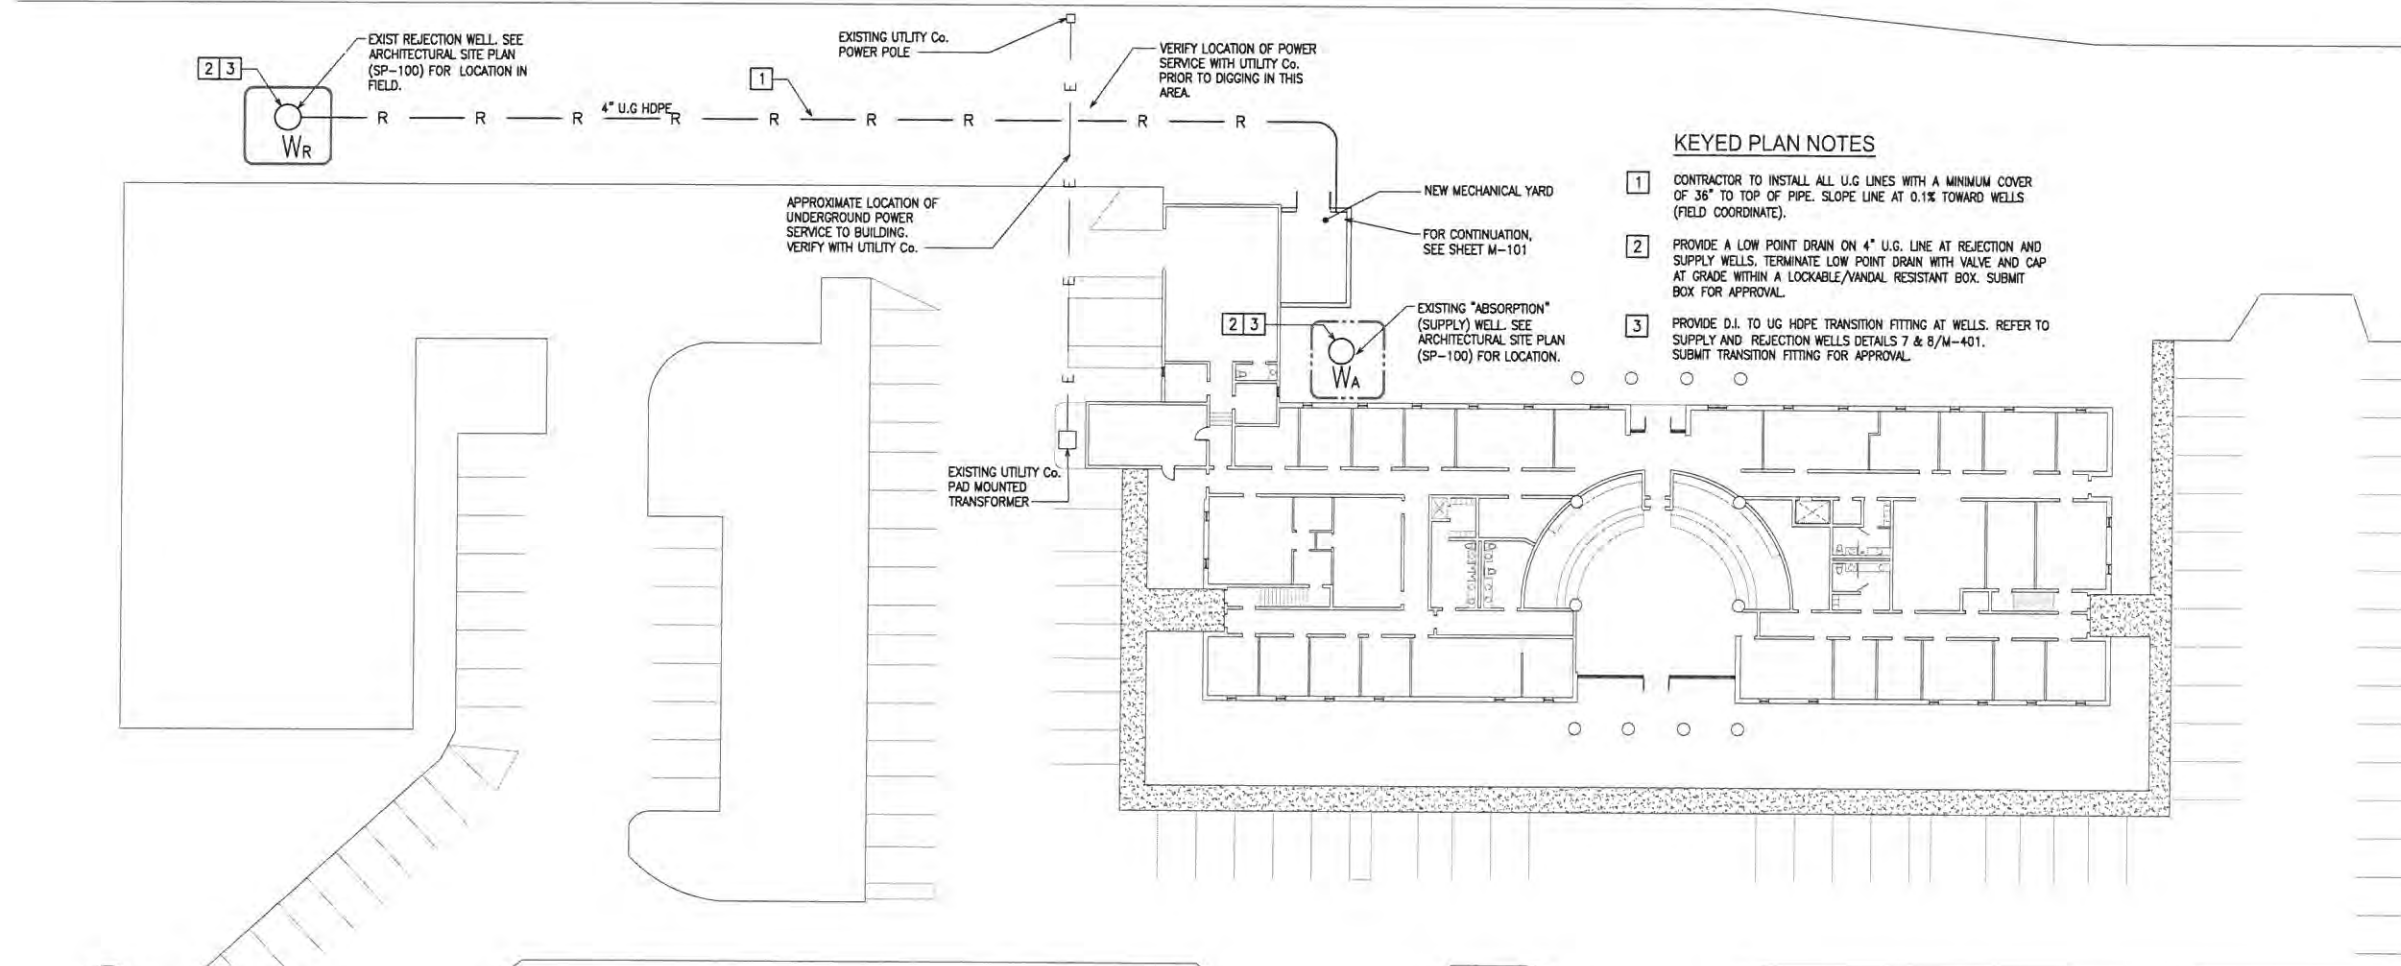 EXIST REJECTION WELL. SEE
ARCHITECTURAL SITE PLAN
(SP-100) FOR LOCATION IN
FIELD.
2 3
WR
1
4" U.G HDPE
R R R R R R R R R
EXISTING UTLITY Co.
POWER POLE
VERIFY LOCATION OF POWER
SERVICE WITH UTILITY Co.
PRIOR TO DIGGING IN THIS
AREA.
E
E
E
E
APPROXIMATE LOCATION OF
UNDERGROUND POWER
SERVICE TO BUILDING.
VERIFY WITH UTILITY Co.
NEW MECHANICAL YARD
FOR CONTINUATION,
SEE SHEET M-101
2 3
WA
EXISTING "ABSORPTION"
(SUPPLY) WELL. SEE
ARCHITECTURAL SITE PLAN
(SP-100) FOR LOCATION.
EXISTING UTILITY Co.
PAD MOUNTED
TRANSFORMER
KEYED PLAN NOTES
1 CONTRACTOR TO INSTALL ALL U.G LINES WITH A MINIMUM COVER
OF 36" TO TOP OF PIPE. SLOPE LINE AT 0.1% TOWARD WELLS
(FIELD COORDINATE).
2 PROVIDE A LOW POINT DRAIN ON 4" U.G. LINE AT REJECTION AND
SUPPLY WELLS. TERMINATE LOW POINT DRAIN WITH VALVE AND CAP
AT GRADE WITHIN A LOCKABLE/VANDAL RESISTANT BOX. SUBMIT
BOX FOR APPROVAL.
3 PROVIDE D.I. TO UG HDPE TRANSITION FITTING AT WELLS. REFER TO
SUPPLY AND REJECTION WELLS DETAILS 7 & 8/M-401.
SUBMIT TRANSITION FITTING FOR APPROVAL.